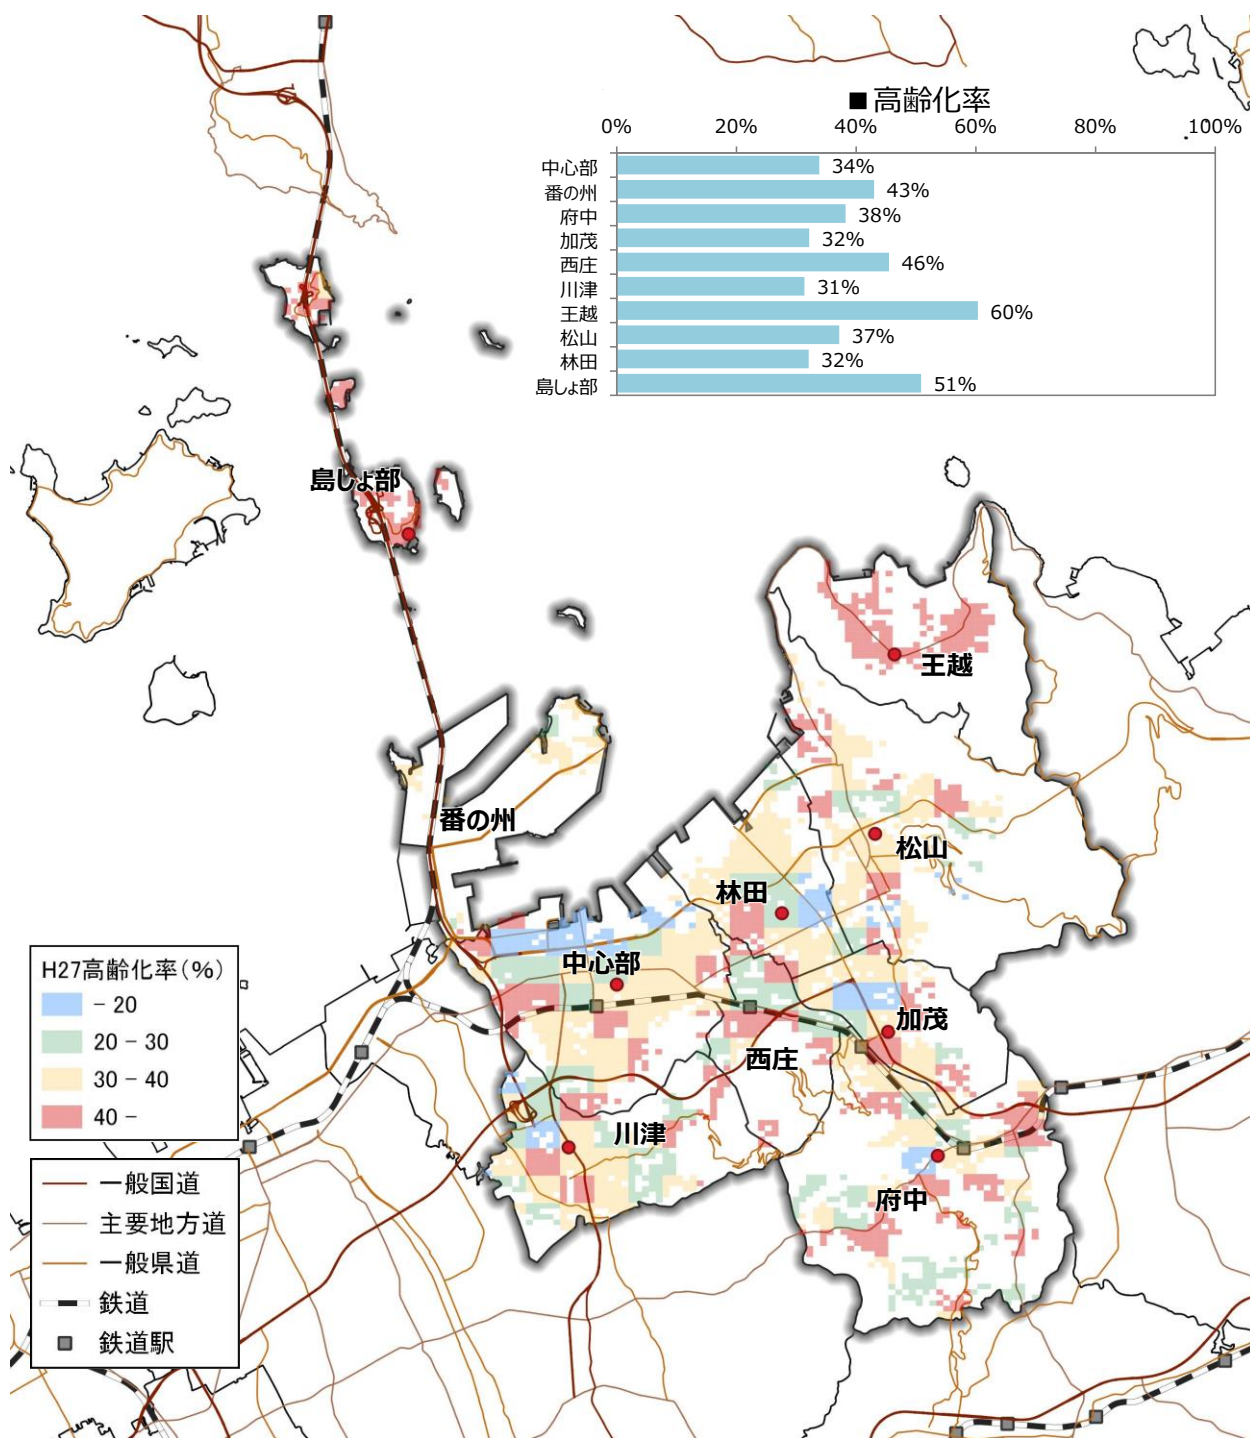 ■高齢化率
0% 20% 40% 60% 80% 100%
中心部 34%
番の州 43%
府中 38%
加茂 32%
西庄 46%
川津 31%
王越 60%
松山 37%
林田 32%
島しょ部 51%
島しょ部
王越
番の州
松山
林田
中心部
加茂
西庄
川津
府中
H27高齢化率(%)
－20
20－30
30－40
40－
一般国道
主要地方道
一般県道
鉄道
鉄道駅